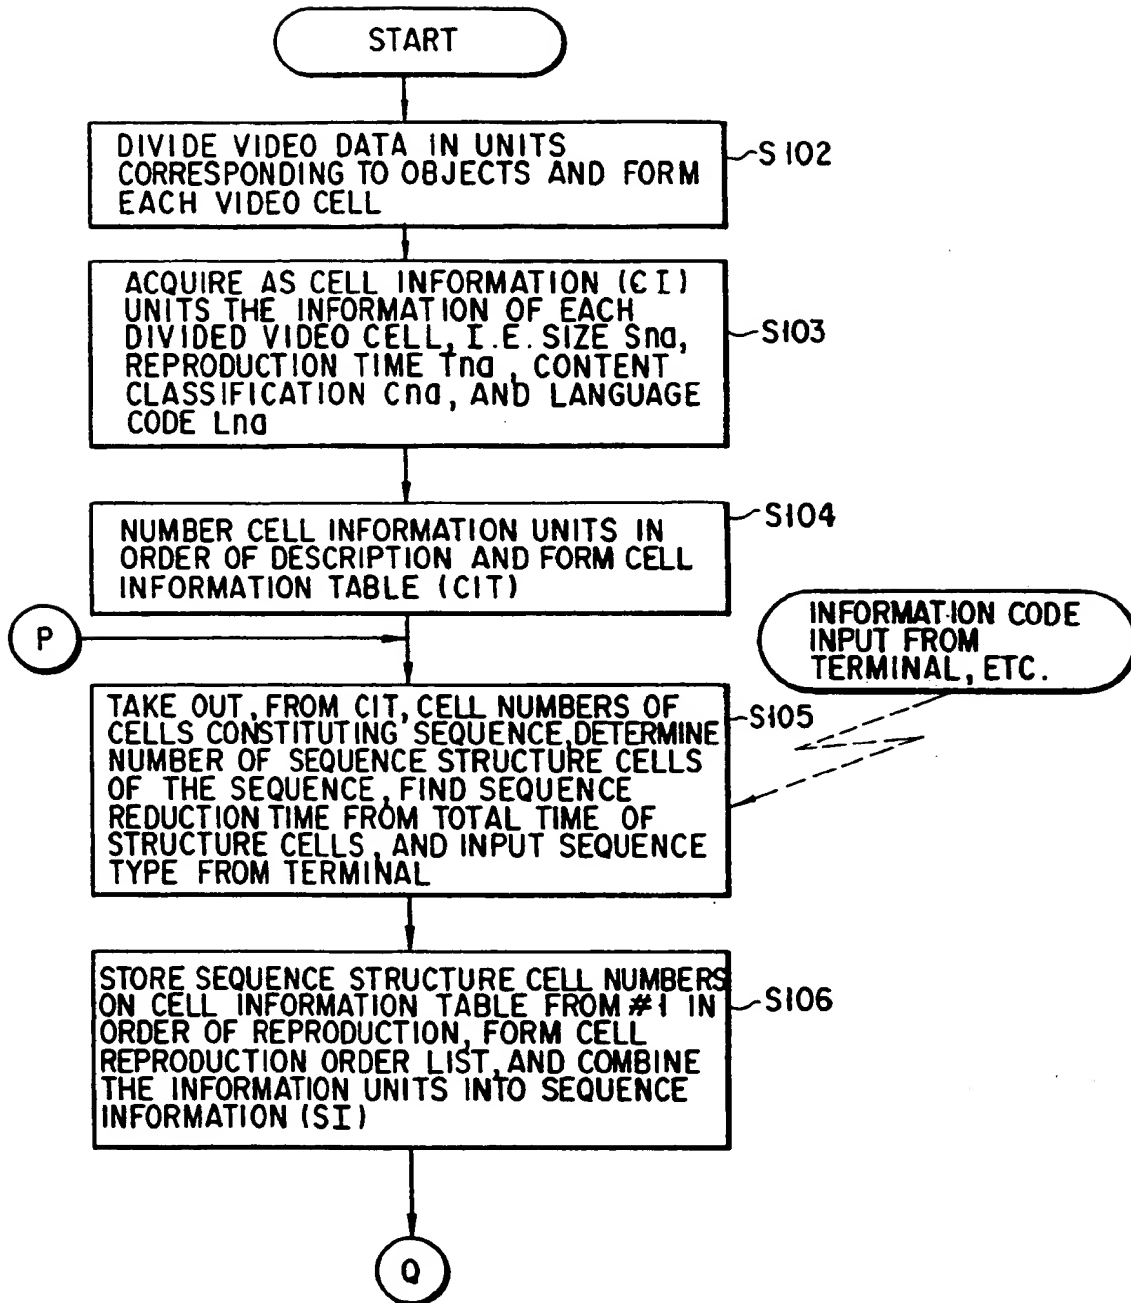 START
DIVIDE VIDEO DATA IN UNITS
CORRESPONDING TO OBJECTS AND FORM
EACH VIDEO CELL
S102
ACQUIRE AS CELL INFORMATION (CI)
UNITS THE INFORMATION OF EACH
DIVIDED VIDEO CELL, I.E. SIZE Sna,
REPRODUCTION TIME Tna, CONTENT
CLASSIFICATION Cna, AND LANGUAGE
CODE Lna
S103
NUMBER CELL INFORMATION UNITS IN
ORDER OF DESCRIPTION AND FORM CELL
INFORMATION TABLE (CIT)
S104
P
INFORMATION CODE
INPUT FROM
TERMINAL, ETC.
TAKE OUT, FROM CIT, CELL NUMBERS OF
CELLS CONSTITUTING SEQUENCE, DETERMINE
NUMBER OF SEQUENCE STRUCTURE CELLS
OF THE SEQUENCE, FIND SEQUENCE
REDUCTION TIME FROM TOTAL TIME OF
STRUCTURE CELLS, AND INPUT SEQUENCE
TYPE FROM TERMINAL
S105
STORE SEQUENCE STRUCTURE CELL NUMBERS
ON CELL INFORMATION TABLE FROM #1 IN
ORDER OF REPRODUCTION, FORM CELL
REPRODUCTION ORDER LIST, AND COMBINE
THE INFORMATION UNITS INTO SEQUENCE
INFORMATION (SI)
S106
Q